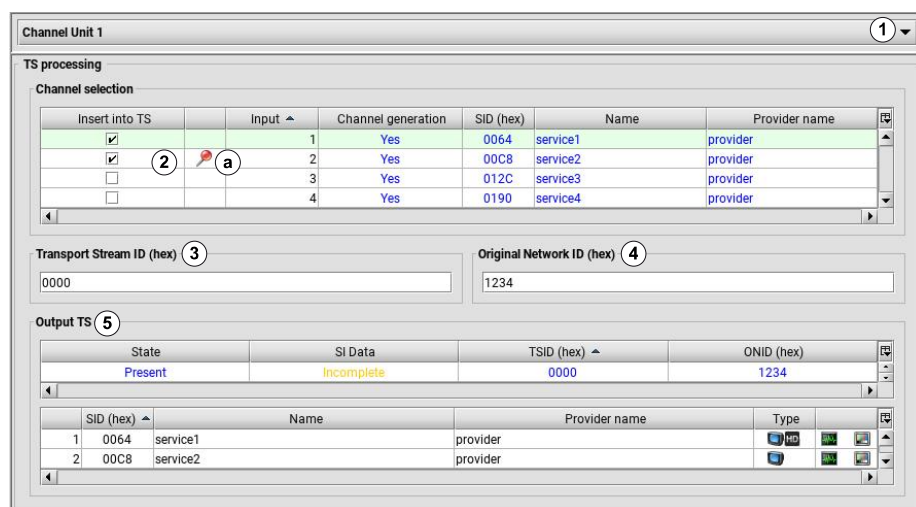 Channel Unit 1 1
TS processing
Channel selection
Insert into TS Input Channel generation SID (hex) Name Provider name
1 Yes 0064 service1 provider
2 a 2 Yes 00C8 service2 provider
3 Yes 012C service3 provider
4 Yes 0190 service4 provider
Transport Stream ID (hex) 3 Original Network ID (hex) 4
0000 1234
Output TS 5
State SI Data TSID (hex) ONID (hex)
Present Incomplete 0000 1234
SID (hex) Name Provider name Type
1 0064 service1 provider HD
2 00C8 service2 provider